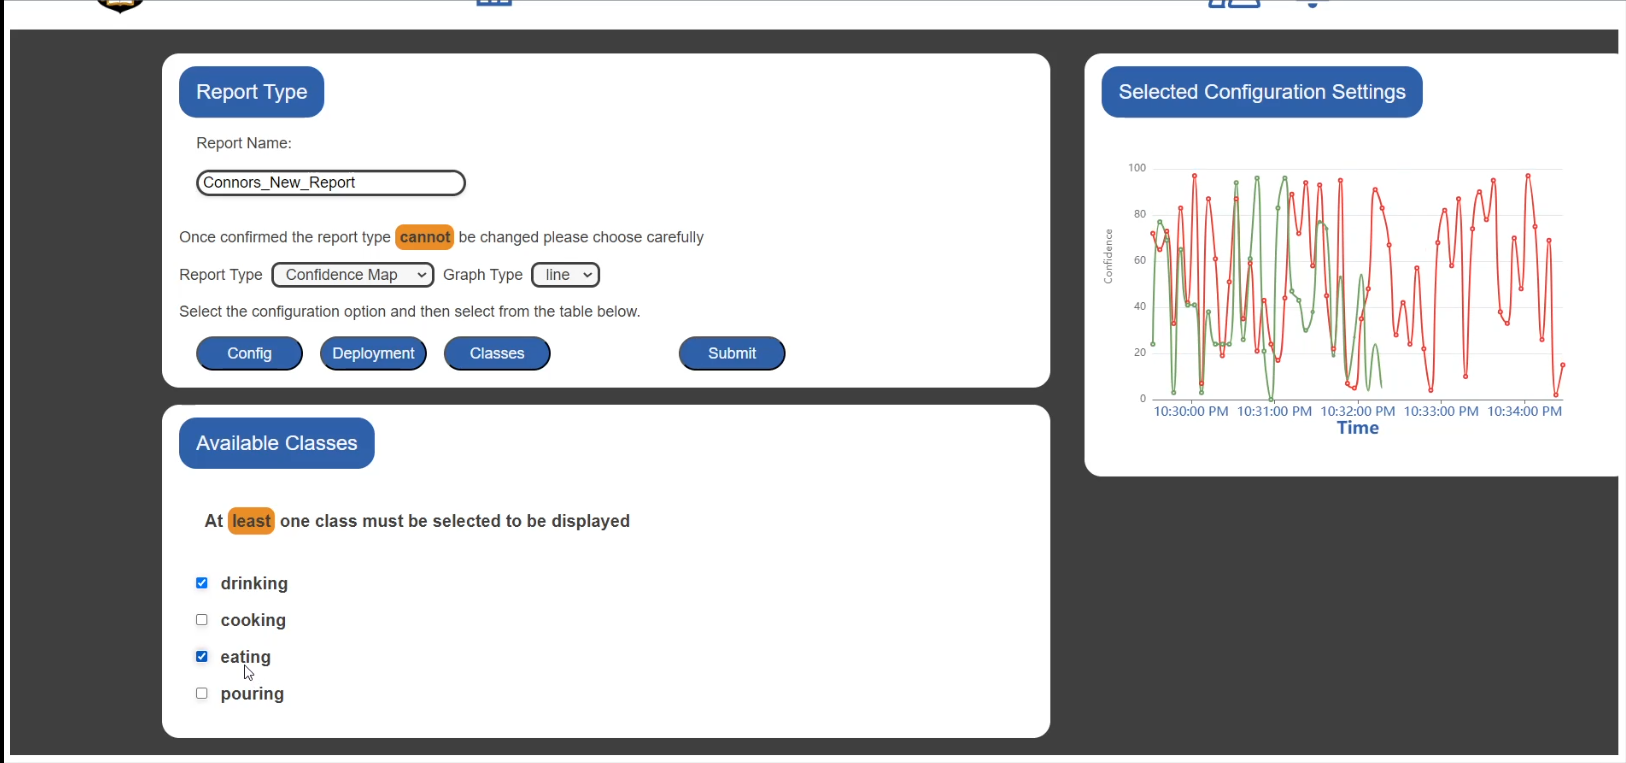 Report Type
Report Name:
Connors_New_Report
Once confirmed the report type cannot be changed please choose carefully
Report Type Confidence Map Graph Type line
Select the configuration option and then select from the table below.
Config Deployment Classes Submit
Available Classes
At least one class must be selected to be displayed
drinking
cooking
eating
pouring
Selected Configuration Settings
100
80
60
40
20
0
Confidence
10:30:00 PM 10:31:00 PM 10:32:00 PM 10:33:00 PM 10:34:00 PM
Time